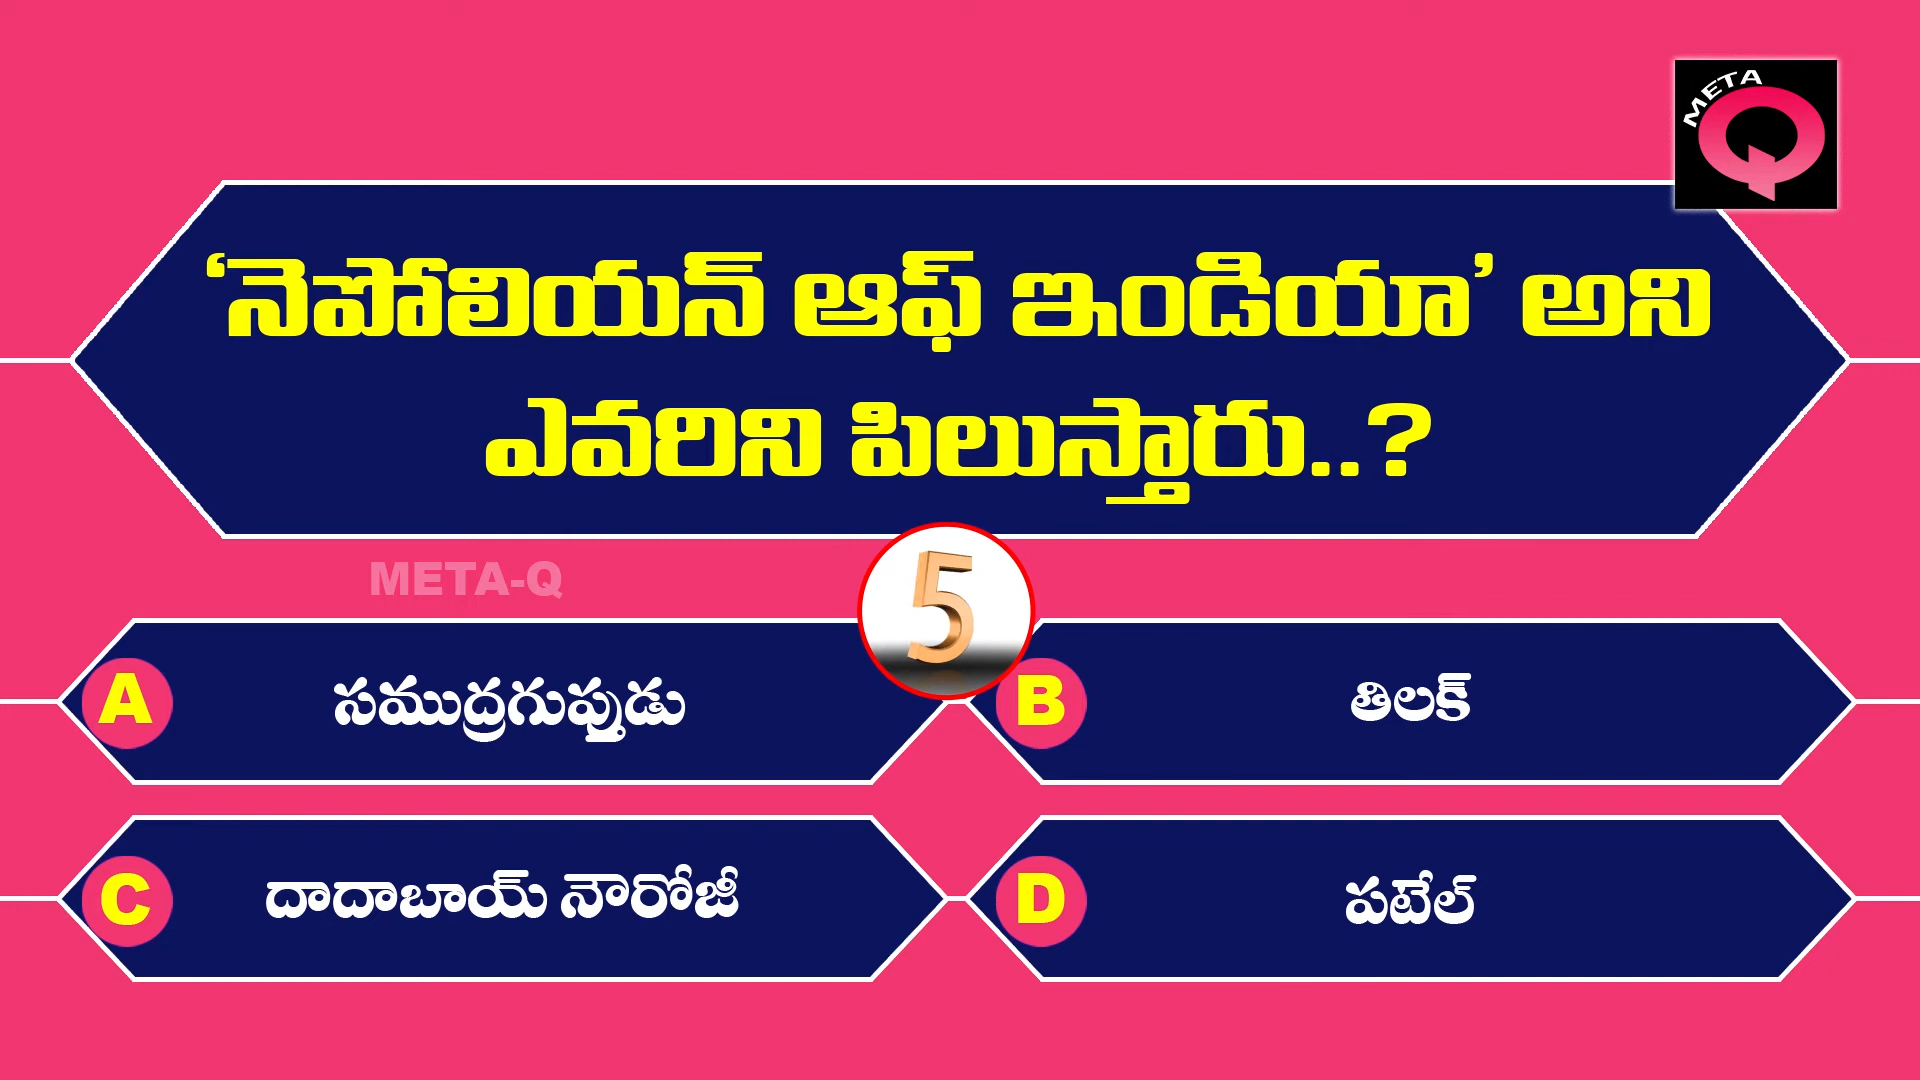 META
Q
‘నెపోలియన్ ఆఫ్ ఇండియా’ అని
ఎవరిని పిలుస్తారు..?
META-Q
5
A
సముద్రగుప్తుడు
B
తిలక్
C
దాదాబాయ్ నౌరోజీ
D
పటేల్